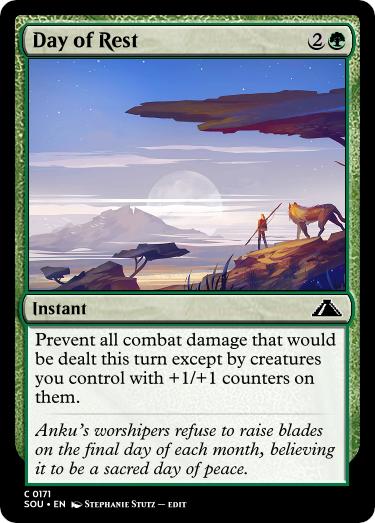 Day of Rest 2
Instant
Prevent all combat damage that would
be dealt this turn except by creatures
you control with +1/+1 counters on
them.
Anku's worshipers refuse to raise blades
on the final day of each month, believing
it to be a sacred day of peace.
C 0171
SOU • EN Stephanie Stutz — edit